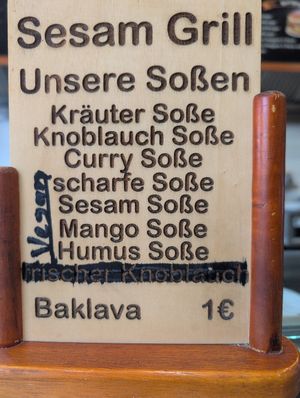 Sesam Grill
Unsere Soßen
Kräuter Soße
Knoblauch Soße
Curry Soße
scharfe Soße
Sesam Soße
Mango Soße
Humus Soße
Vegan
frischer Knoblauch
Baklava 1€